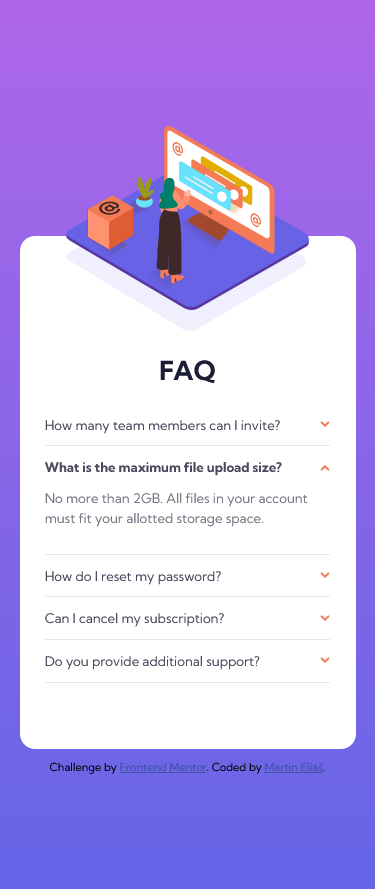 @
@
@
FAQ
How many team members can I invite?
What is the maximum file upload size?
No more than 2GB. All files in your account
must fit your allotted storage space.
How do I reset my password?
Can I cancel my subscription?
Do you provide additional support?
Challenge by Frontend Mentor. Coded by Martin Eliáš.